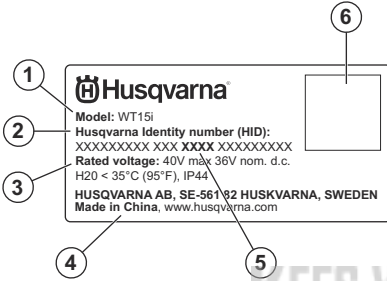 6
1
Husqvarna
Model: WT15i
2
Husqvarna Identity number (HID):
XXXXXXXXX XXX XXXX XXXXXXXXX
3
Rated voltage: 40V max 36V nom. d.c.
H20 < 35°C (95°F), IP44
HUSQVARNA AB, SE-561 82 HUSKVARNA, SWEDEN
Made in China, www.husqvarna.com
4
5